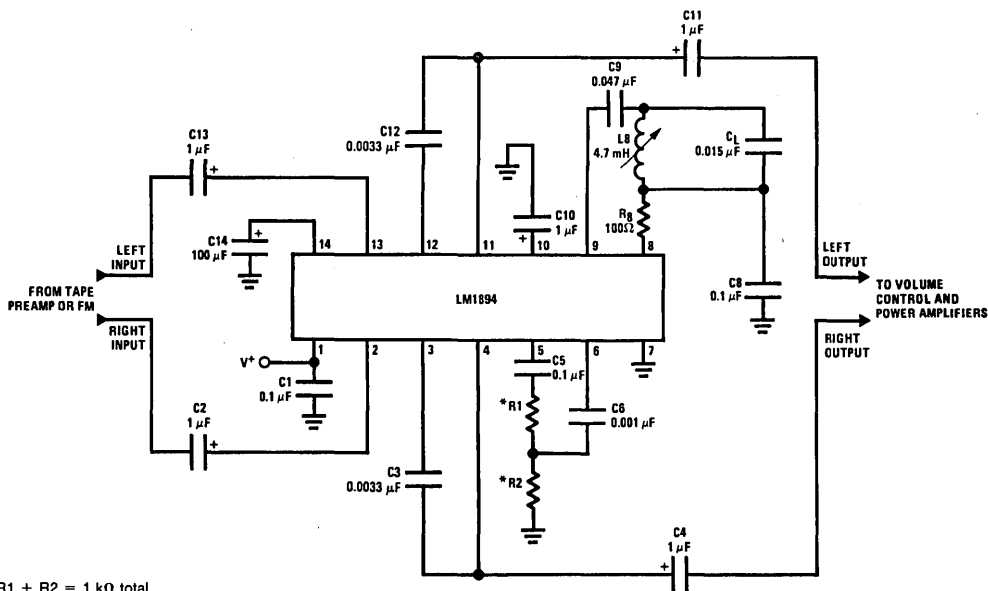 C11
1 μF
+
C9
0.047 μF
C12
0.0033 μF
L8
4.7 mH
CL
0.015 μF
C13
1 μF
+
C10
1 μF
+
R8
100Ω
C14
100 μF
+
14
13
12
11
10
9
8
LEFT
INPUT
LEFT
OUTPUT
FROM TAPE
PREAMP OR FM
LM1894
C8
0.1 μF
TO VOLUME
CONTROL AND
POWER AMPLIFIERS
RIGHT
INPUT
RIGHT
OUTPUT
1
2
3
4
5
6
7
V+
C1
0.1 μF
C5
0.1 μF
*R1
C6
0.001 μF
C2
1 μF
+
C3
0.0033 μF
*R2
C4
1 μF
+
R1 + R2 = 1 kΩ total